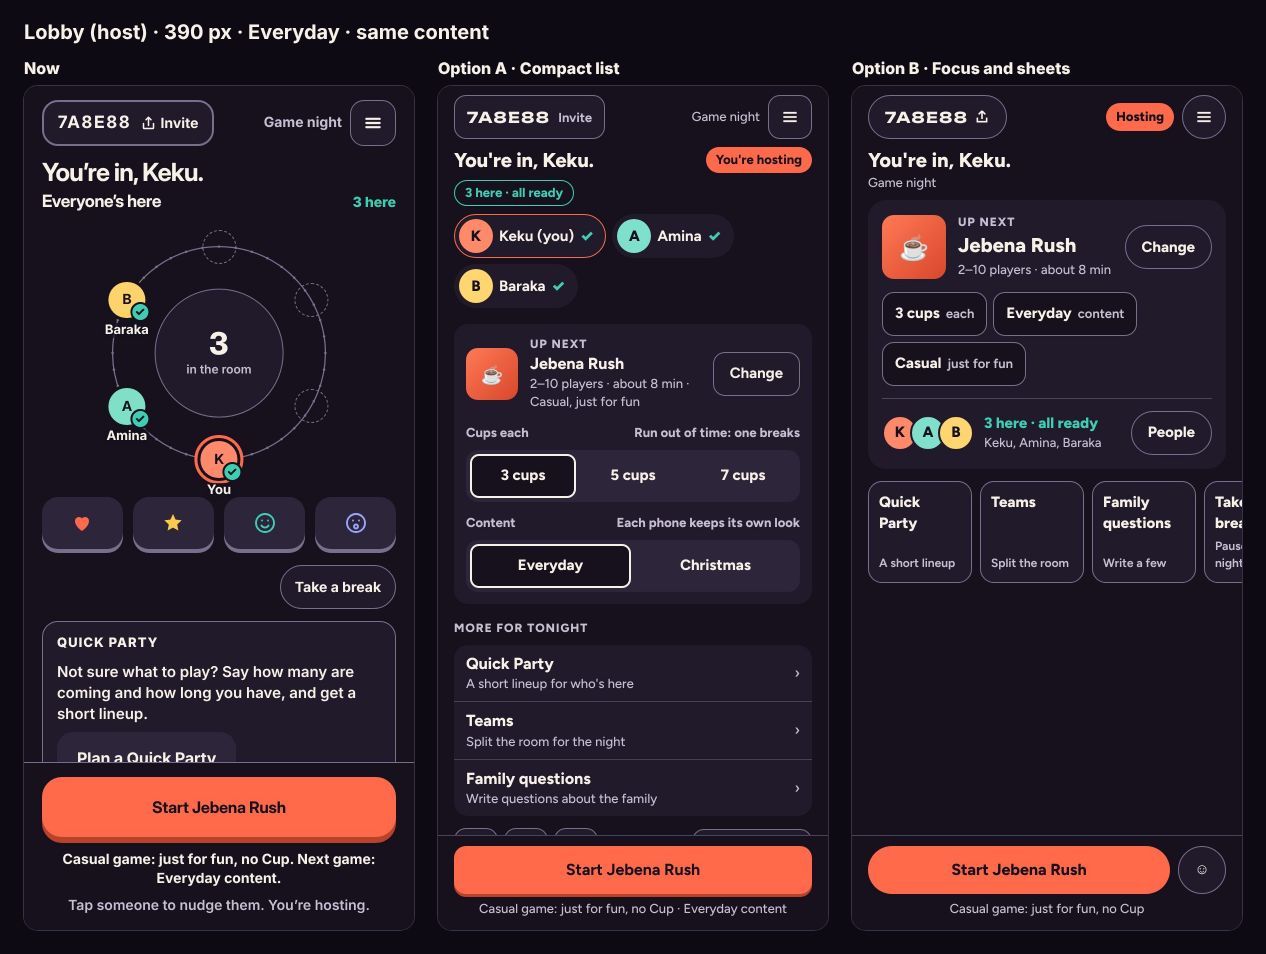 Lobby (host) · 390 px · Everyday · same content
Now
7A8E88 Invite
Game night
You're in, Keku.
Everyone's here
3 here
B
Baraka
3
in the room
A
Amina
K
You
Take a break
QUICK PARTY
Not sure what to play? Say how many are
coming and how long you have, and get a
short lineup.
Plan a Quick Party
Start Jebena Rush
Casual game: just for fun, no Cup. Next game:
Everyday content.
Tap someone to nudge them. You're hosting.
Option A · Compact list
7A8E88 Invite
Game night
You're in, Keku.
You're hosting
3 here · all ready
K Keku (you)
A Amina
B Baraka
UP NEXT
Jebena Rush
2–10 players · about 8 min ·
Casual, just for fun
Change
Cups each
Run out of time: one breaks
3 cups
5 cups
7 cups
Content
Each phone keeps its own look
Everyday
Christmas
MORE FOR TONIGHT
Quick Party
A short lineup for who's here
Teams
Split the room for the night
Family questions
Write questions about the family
Start Jebena Rush
Casual game: just for fun, no Cup · Everyday content
Option B · Focus and sheets
7A8E88
Hosting
You're in, Keku.
Game night
UP NEXT
Jebena Rush
2–10 players · about 8 min
Change
3 cups each
Everyday content
Casual just for fun
K A B
3 here · all ready
Keku, Amina, Baraka
People
Quick
Party
A short lineup
Teams
Split the room
Family
questions
Write a few
Start Jebena Rush
Casual game: just for fun, no Cup